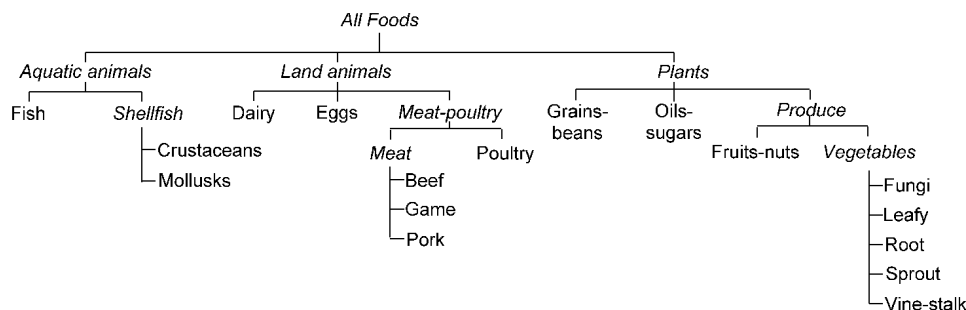 All Foods
Aquatic animals
Land animals
Plants
Fish
Shellfish
Dairy
Eggs
Meat-poultry
Grains-
beans
Oils-
sugars
Produce
Crustaceans
Mollusks
Meat
Poultry
Fruits-nuts
Vegetables
Beef
Game
Pork
Fungi
Leafy
Root
Sprout
Vine-stalk